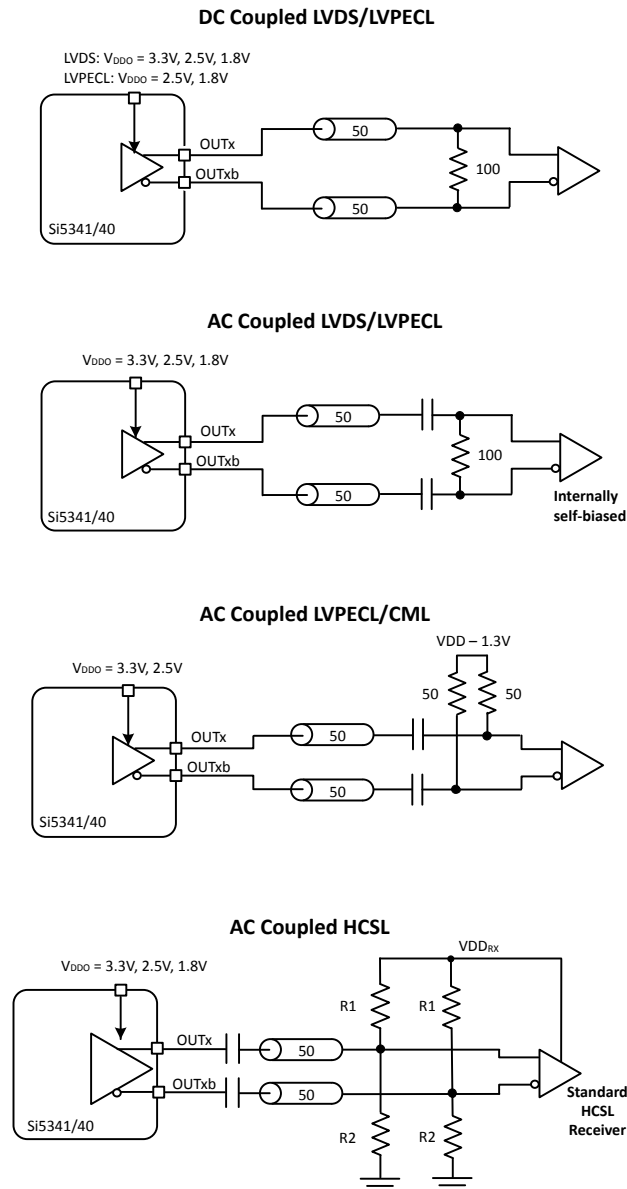 DC Coupled LVDS/LVPECL
LVDS: VDDO = 3.3V, 2.5V, 1.8V
LVPECL: VDDO = 2.5V, 1.8V
OUTx
50
100
OUTxb
50
Si5341/40
AC Coupled LVDS/LVPECL
VDDO = 3.3V, 2.5V, 1.8V
OUTx
50
100
OUTxb
50
Internally
self-biased
Si5341/40
AC Coupled LVPECL/CML
VDD – 1.3V
VDDO = 3.3V, 2.5V
50
50
OUTx
50
OUTxb
50
Si5341/40
AC Coupled HCSL
VDDRX
VDDO = 3.3V, 2.5V, 1.8V
R1
R1
OUTx
50
OUTxb
50
Standard
HCSL
Receiver
R2
R2
Si5341/40